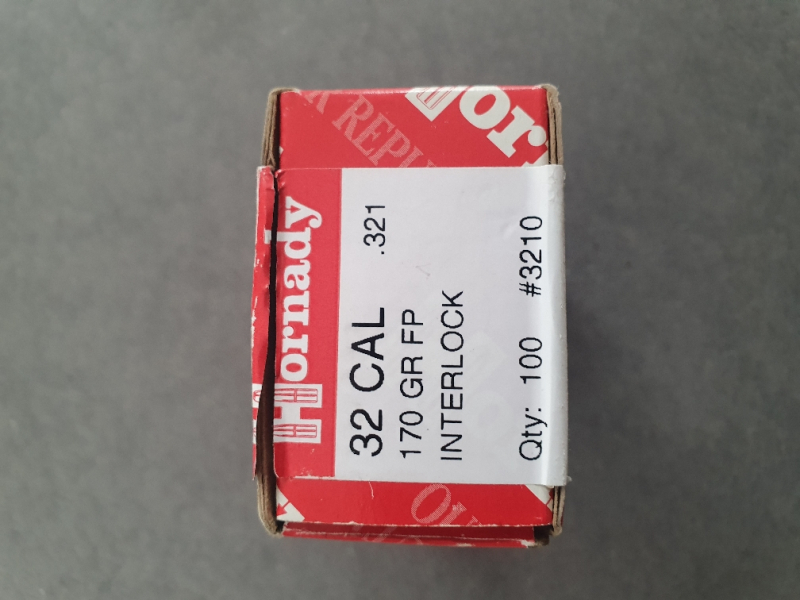 Hornady
32 CAL .321
170 GR FP
INTERLOCK
Qty: 100 #3210